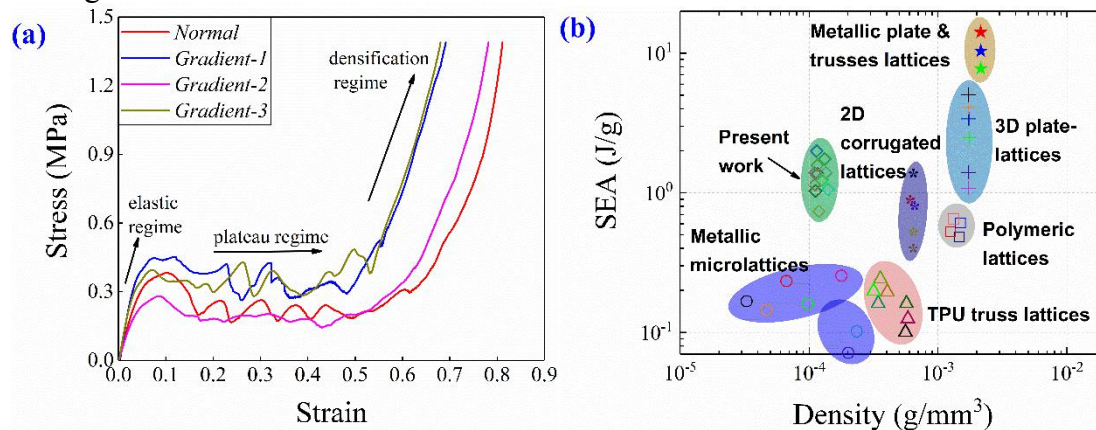 (a)
Normal
Gradient-1
Gradient-2
Gradient-3
densification
regime
elastic
regime
plateau regime
1.5
1.2
0.9
0.6
0.3
0.0
Stress (MPa)
0.0 0.1 0.2 0.3 0.4 0.5 0.6 0.7 0.8 0.9
Strain
(b)
Metallic plate &
trusses lattices
2D
corrugated
lattices
3D plate-
lattices
Present
work
Metallic
microlattices
Polymeric
lattices
TPU truss lattices
10¹
10⁰
10⁻¹
SEA (J/g)
10⁻⁵ 10⁻⁴ 10⁻³ 10⁻²
Density (g/mm³)